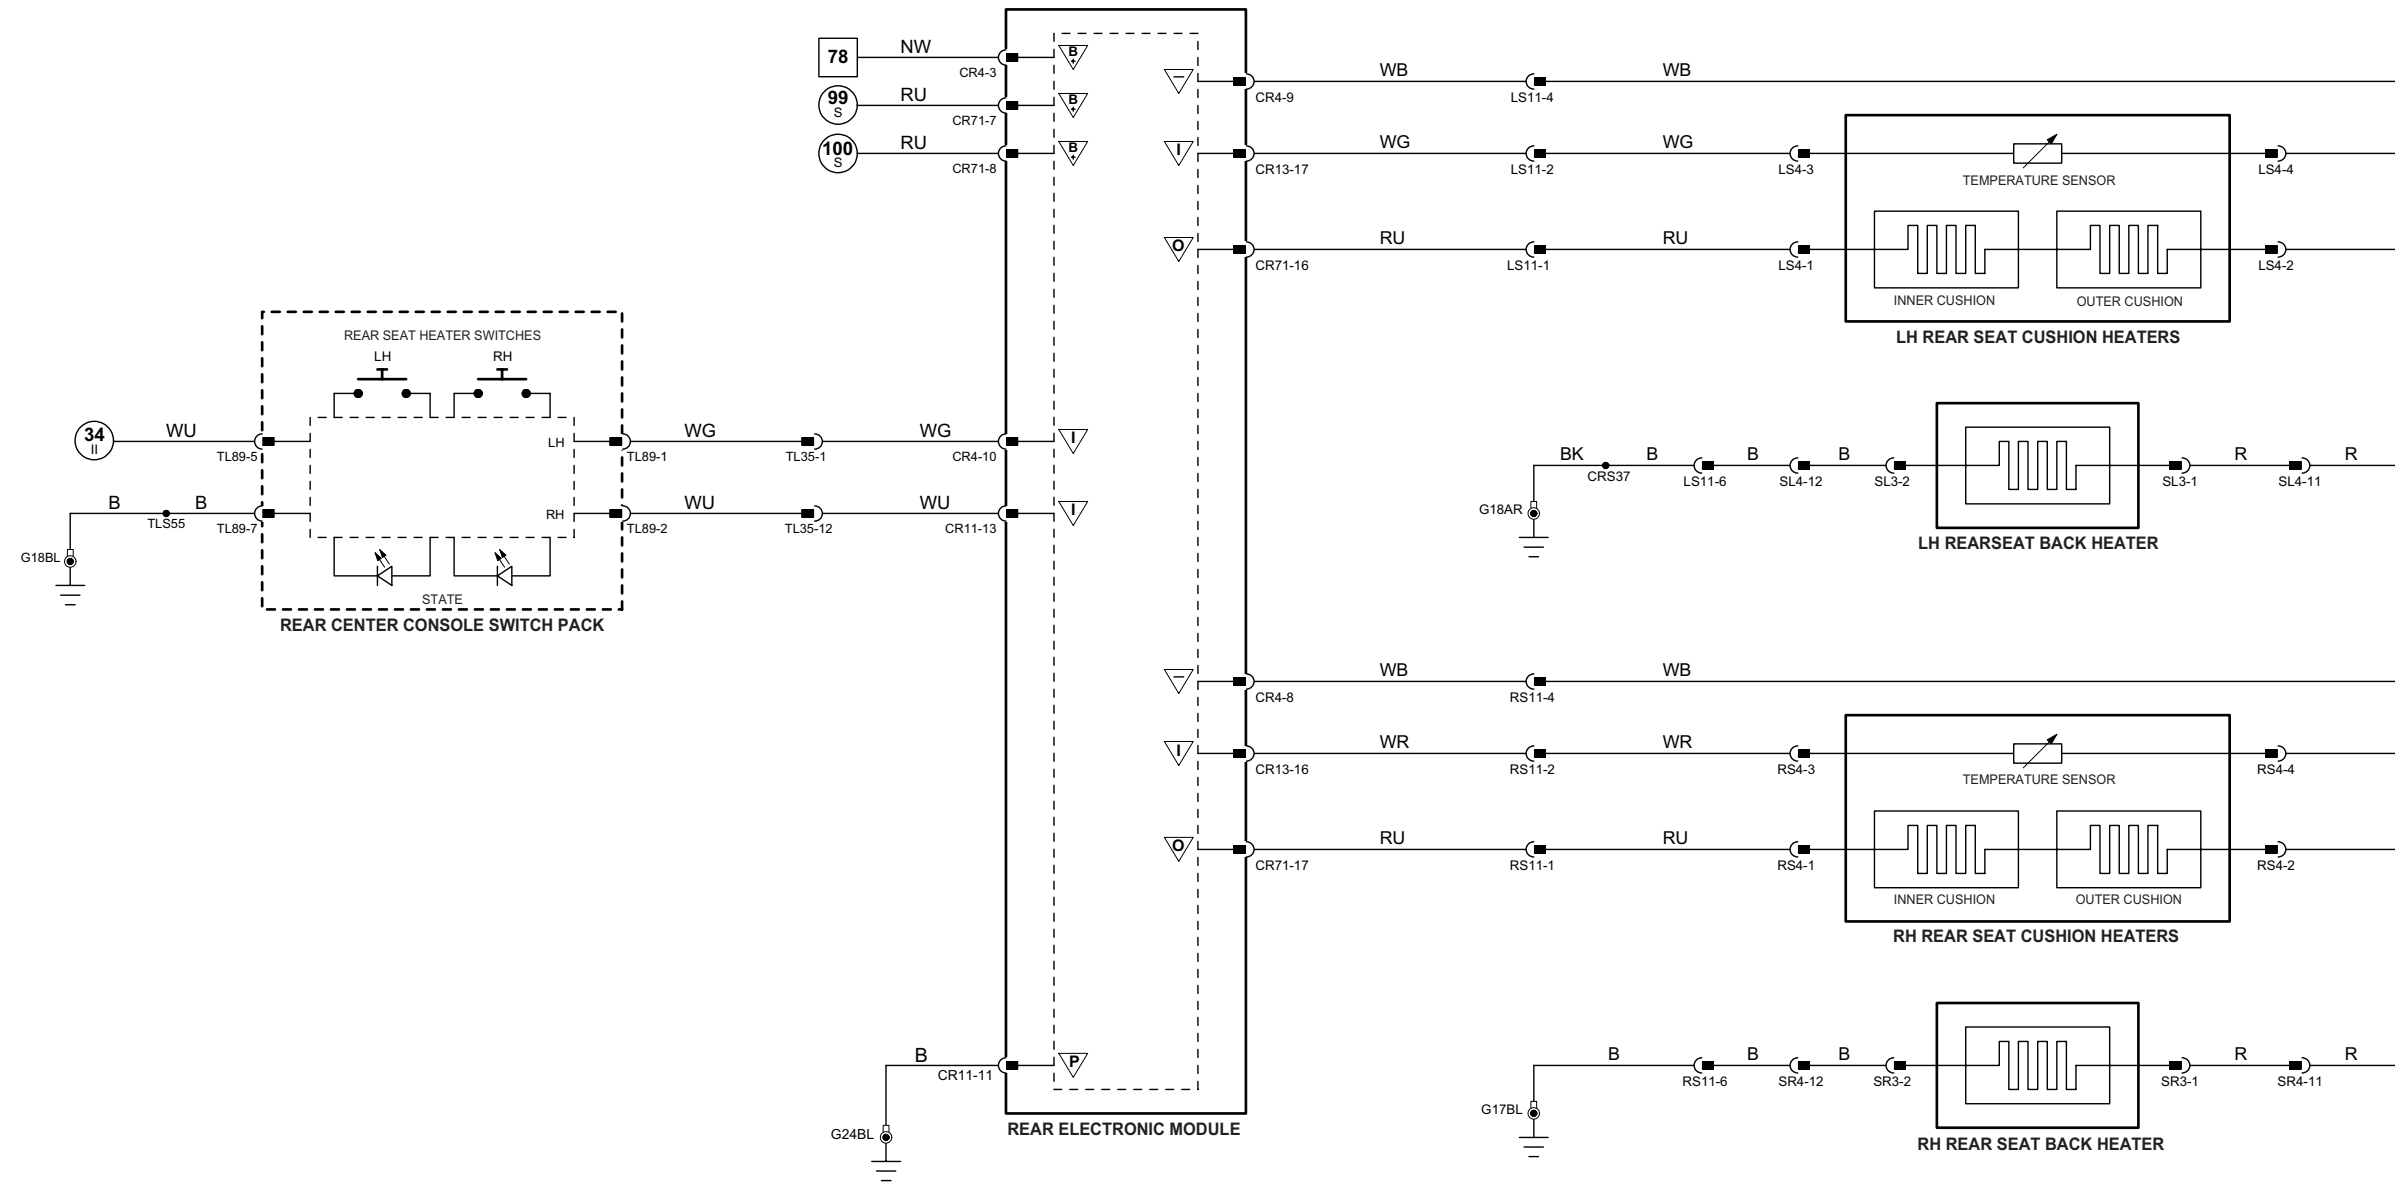 78
NW
CR4-3
B
+
99
S
RU
CR71-7
B
+
100
S
RU
CR71-8
B
+
REAR SEAT HEATER SWITCHES
LH
RH
34
II
WU
TL89-5
LH
TL89-1
WG
TL35-1
WG
CR4-10
I
B
TLS55
B
TL89-7
RH
TL89-2
WU
TL35-12
WU
CR11-13
I
G18BL
STATE
REAR CENTER CONSOLE SWITCH PACK
B
CR11-11
P
G24BL
REAR ELECTRONIC MODULE
–
CR4-9
WB
LS11-4
WB
I
CR13-17
WG
LS11-2
WG
LS4-3
TEMPERATURE SENSOR
LS4-4
O
CR71-16
RU
LS11-1
RU
LS4-1
LS4-2
INNER CUSHION
OUTER CUSHION
LH REAR SEAT CUSHION HEATERS
BK
CRS37
B
LS11-6
B
SL4-12
B
SL3-2
SL3-1
R
SL4-11
R
G18AR
LH REARSEAT BACK HEATER
–
CR4-8
WB
RS11-4
WB
I
CR13-16
WR
RS11-2
WR
RS4-3
TEMPERATURE SENSOR
RS4-4
O
CR71-17
RU
RS11-1
RU
RS4-1
RS4-2
INNER CUSHION
OUTER CUSHION
RH REAR SEAT CUSHION HEATERS
B
RS11-6
B
SR4-12
B
SR3-2
SR3-1
R
SR4-11
R
G17BL
RH REAR SEAT BACK HEATER